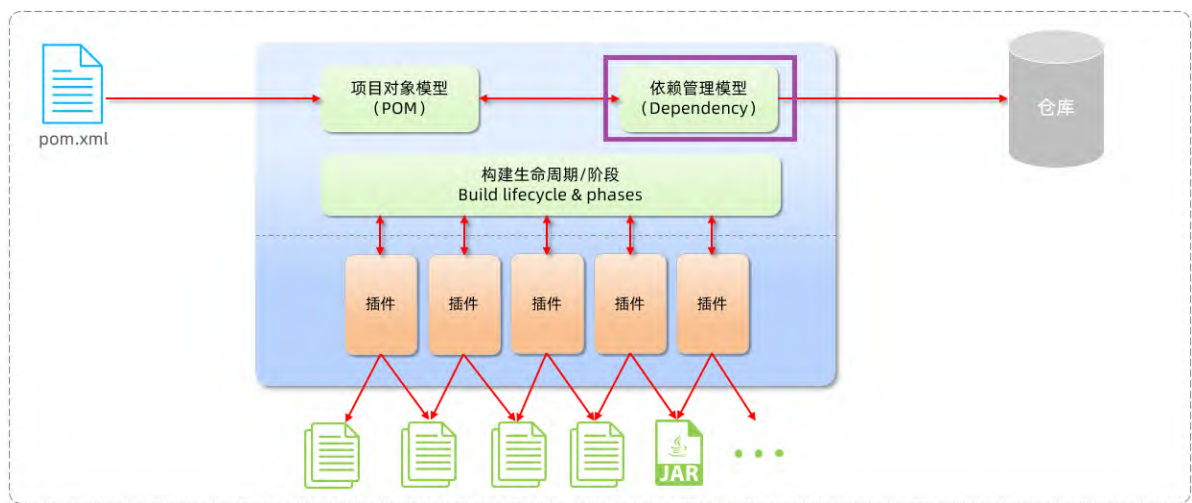 项目对象模型
（POM）
依赖管理模型
（Dependency）
仓库
pom.xml
构建生命周期/阶段
Build lifecycle & phases
插件
插件
插件
插件
插件
JAR